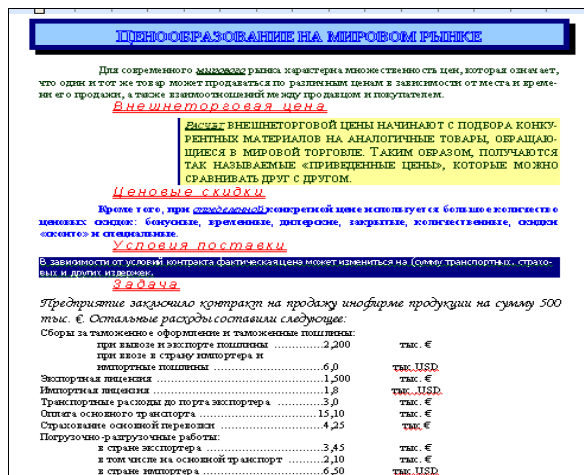 ЦЕНООБРАЗОВАНИЕ НА МИРОВОМ РЫНКЕ
Для современного мирового рынка характерна множественность цен, которая означает,
что один и тот же товар может продаваться по различным ценам в зависимости от места и време-
ни его продажи, а также взаимоотношений между продавцом и покупателем.
Внешнеторговая цена
РАСЧЕТ ВНЕШНЕТОРГОВОЙ ЦЕНЫ НАЧИНАЮТ С ПОДБОРА КОНКУ-
РЕНТНЫХ МАТЕРИАЛОВ НА АНАЛОГИЧНЫЕ ТОВАРЫ, ОБРАЩАЮ-
ЩИЕСЯ В МИРОВОЙ ТОРГОВЛЕ. ТАКИМ ОБРАЗОМ, ПОЛУЧАЮТСЯ
ТАК НАЗЫВАЕМЫЕ «ПРИВЕДЕННЫЕ ЦЕНЫ», КОТОРЫЕ МОЖНО
СРАВНИВАТЬ ДРУГ С ДРУГОМ.
Ценовые скидки
Кроме того, при определенной конкретной цене используется большое количество
ценовых скидок: бонусные, временные, дилерские, закрытые, количественные, скидки
«сконто» и специальные.
Условия поставки
В зависимости от условий контракта фактическая цена может измениться на (сумму транспортных, страхо-
вых и других издержек.
Задача
Предприятие заключило контракт на продажу инофирме продукции на сумму 500
тыс. €. Остальные расходы составили следующее:
Сборы за таможенное оформление и таможенные пошлины:
при вывозе и экспорте пошлины ..............2,200 тыс. €
при ввозе в страну импортера и
импортные пошлины ..............6,0 тыс. USD
Экспортная лицензия ..............1,500 тыс. €
Импортная лицензия ..............1,8 тыс. USD
Транспортные расходы до порта экспортера ..............3,0 тыс. €
Оплата основного транспорта ..............15,10 тыс. €
Страхование основной перевозки ..............4,25 тыс €
Погрузочно-разгрузочные работы:
в стране экспортера ..............3,45 тыс. €
в том числе на основной транспорт ..............2,10 тыс. €
в стране импортера ..............6,50 тыс. USD